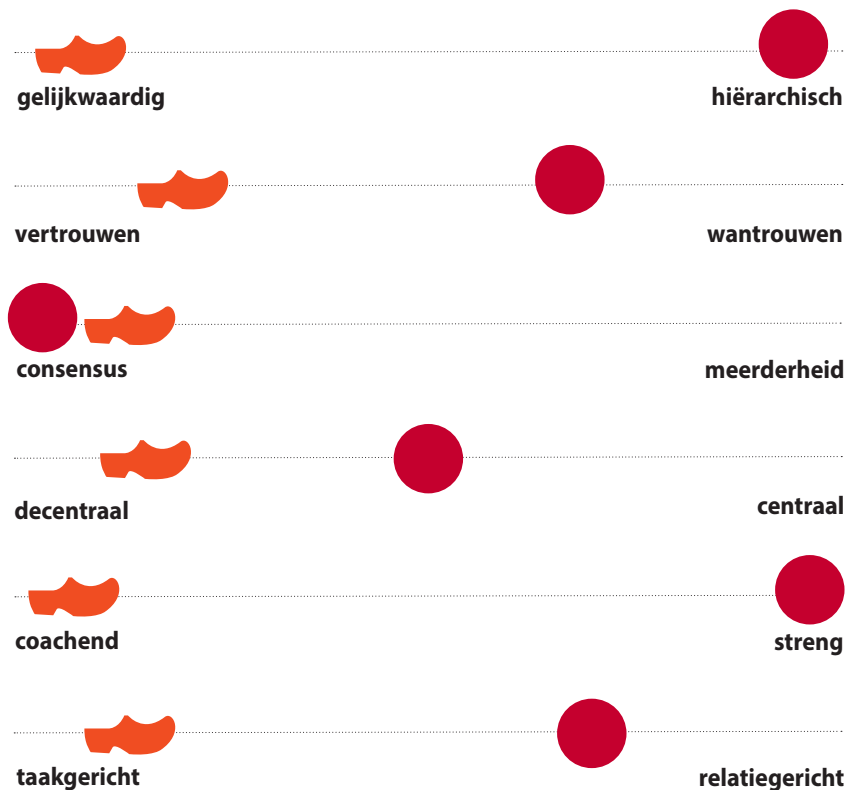 gelijkwaardig hiërarchisch
vertrouwen wantrouwen
consensus meerderheid
decentraal centraal
coachend streng
taakgericht relatiegericht